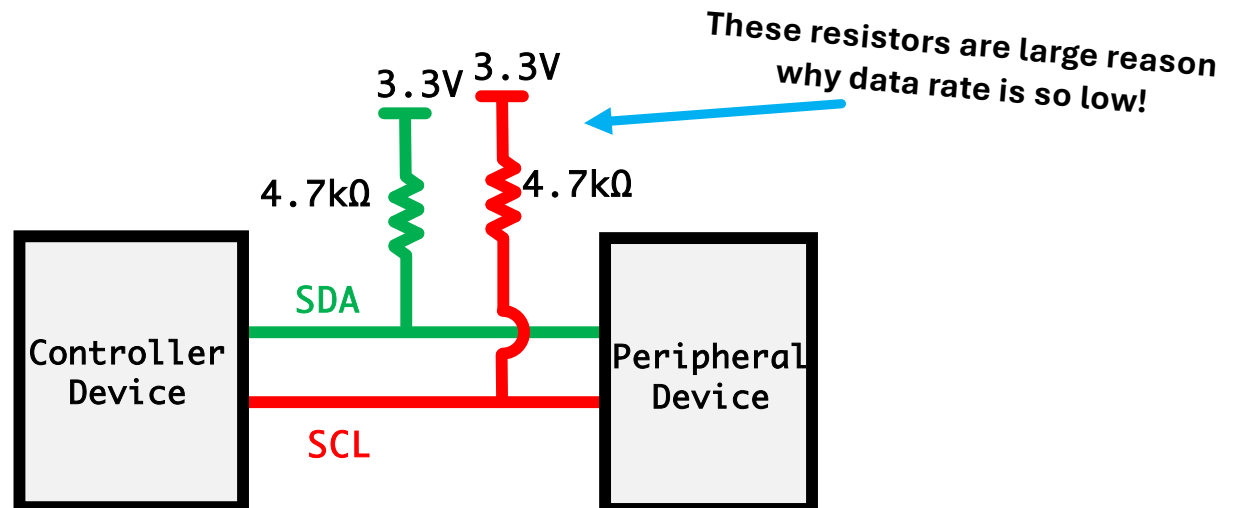 These resistors are large reason
why data rate is so low!
3.3V
3.3V
4.7kΩ
4.7kΩ
SDA
Controller
Device
Peripheral
Device
SCL